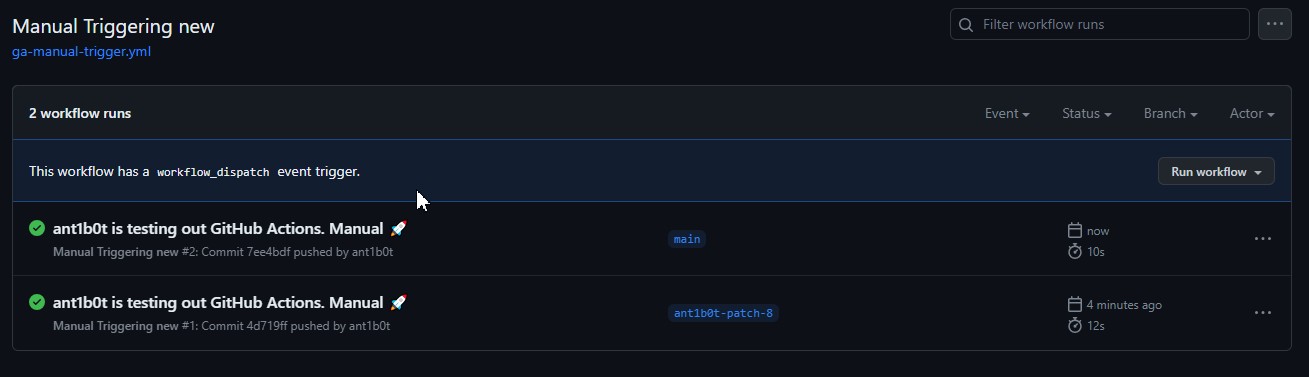 Manual Triggering new
Filter workflow runs
ga-manual-trigger.yml
2 workflow runs
Event
Status
Branch
Actor
This workflow has a workflow_dispatch event trigger.
Run workflow
ant1b0t is testing out GitHub Actions. Manual 🚀
Manual Triggering new #2: Commit 7ee4bdf pushed by ant1b0t
main
now
10s
ant1b0t is testing out GitHub Actions. Manual 🚀
Manual Triggering new #1: Commit 4d719ff pushed by ant1b0t
ant1b0t-patch-8
4 minutes ago
12s